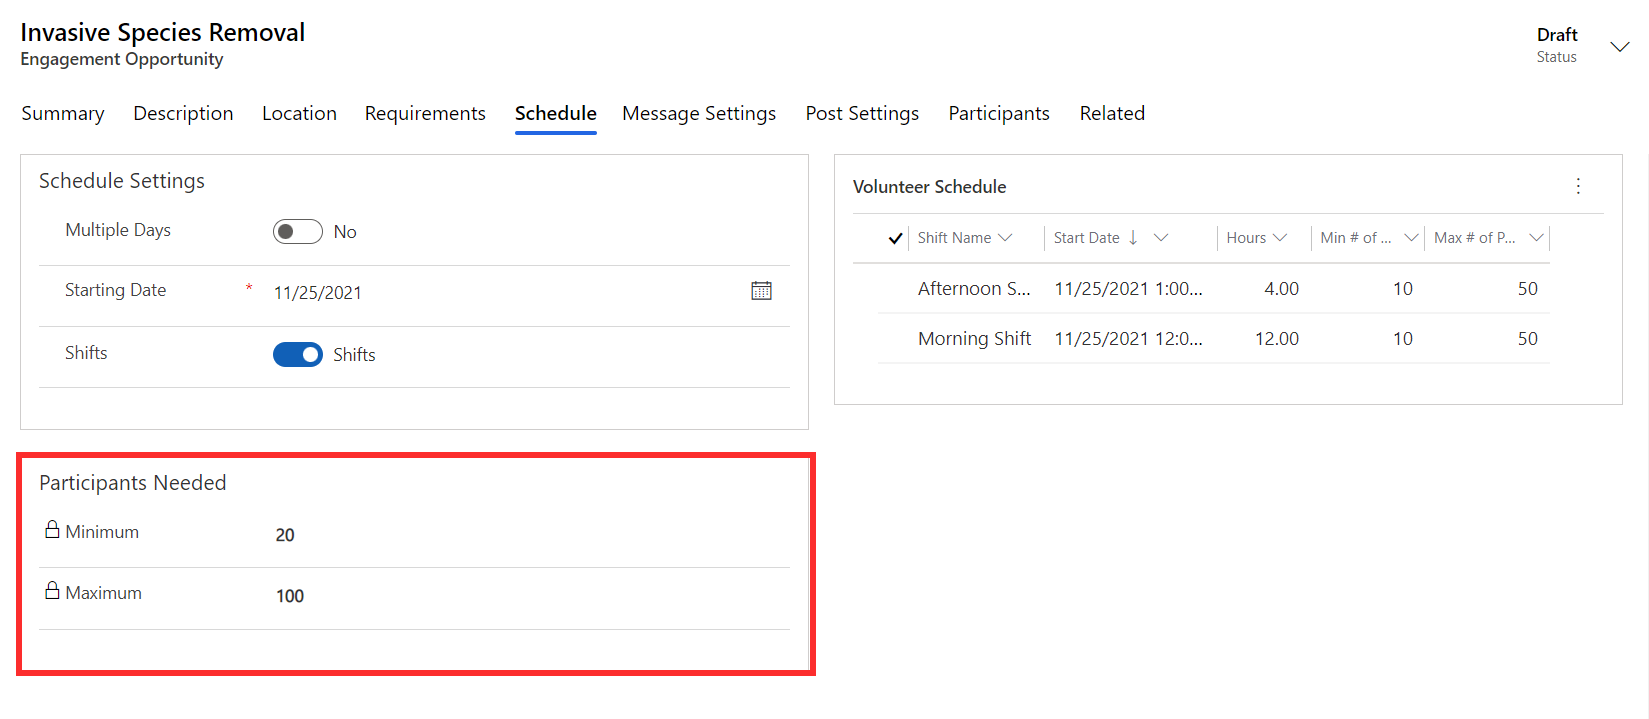 Invasive Species Removal
Engagement Opportunity
Draft
Status
Summary Description Location Requirements Schedule Message Settings Post Settings Participants Related
Schedule Settings
Multiple Days No
Starting Date * 11/25/2021
Shifts Shifts
Volunteer Schedule
Shift Name Start Date Hours Min # of ... Max # of P...
Afternoon S... 11/25/2021 1:00... 4.00 10 50
Morning Shift 11/25/2021 12:0... 12.00 10 50
Participants Needed
Minimum 20
Maximum 100